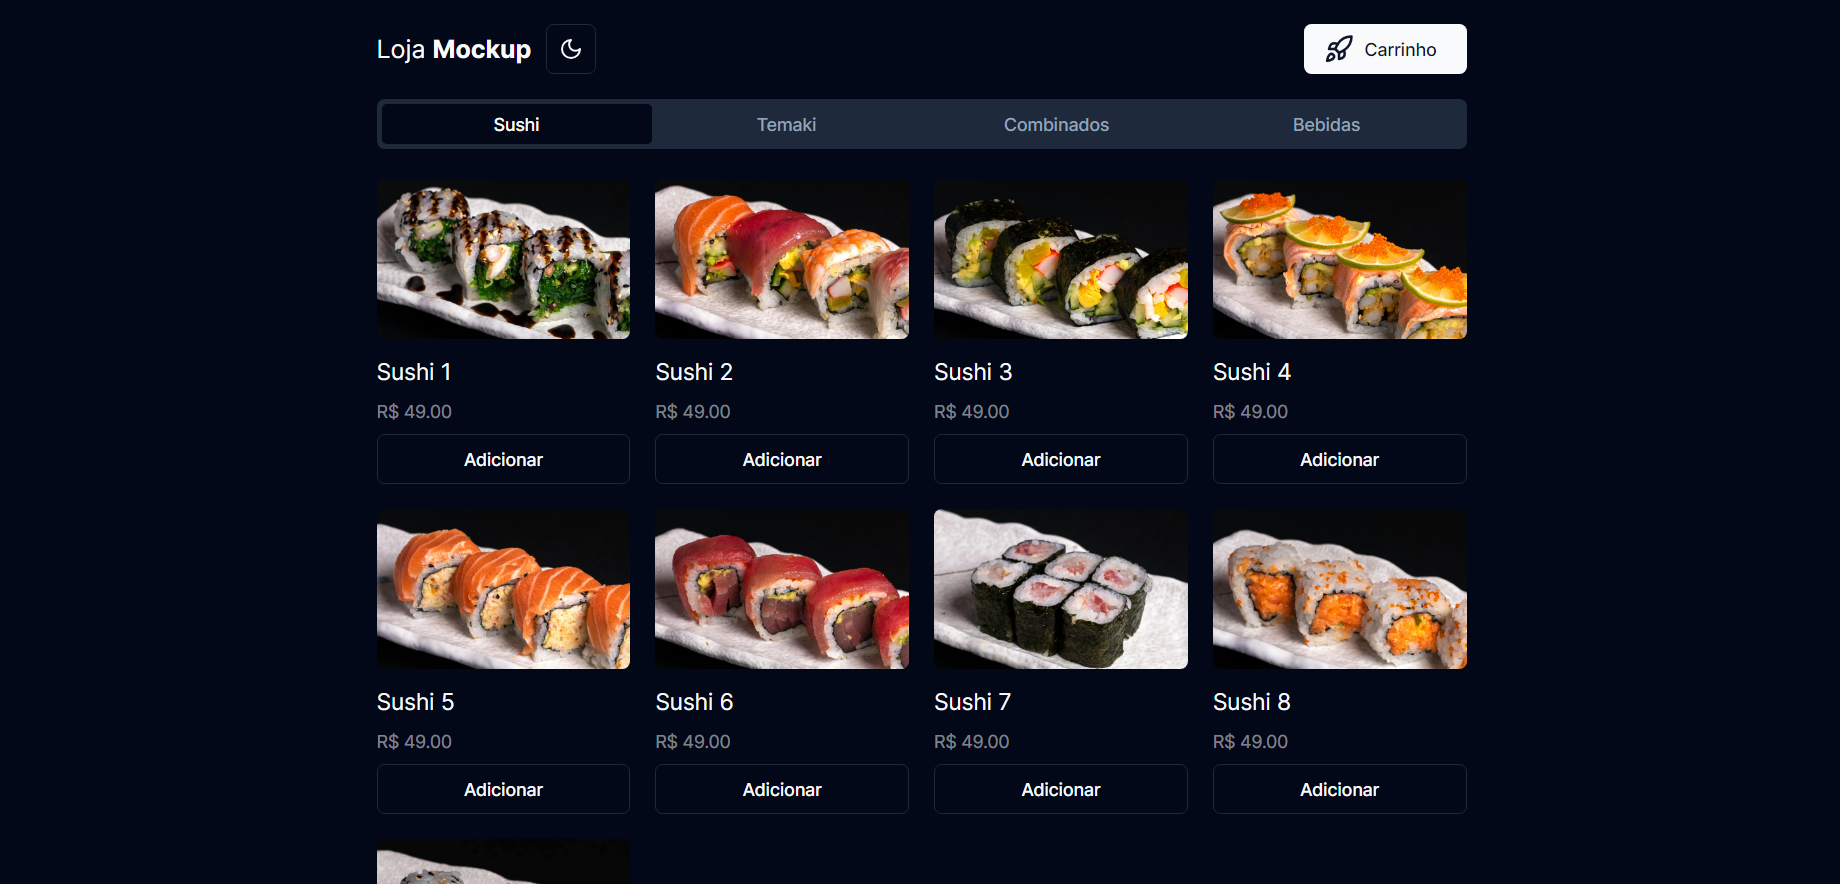 Loja Mockup
Carrinho
Sushi Temaki Combinados Bebidas
Sushi 1 Sushi 2 Sushi 3 Sushi 4
R$ 49.00 R$ 49.00 R$ 49.00 R$ 49.00
Adicionar Adicionar Adicionar Adicionar
Sushi 5 Sushi 6 Sushi 7 Sushi 8
R$ 49.00 R$ 49.00 R$ 49.00 R$ 49.00
Adicionar Adicionar Adicionar Adicionar